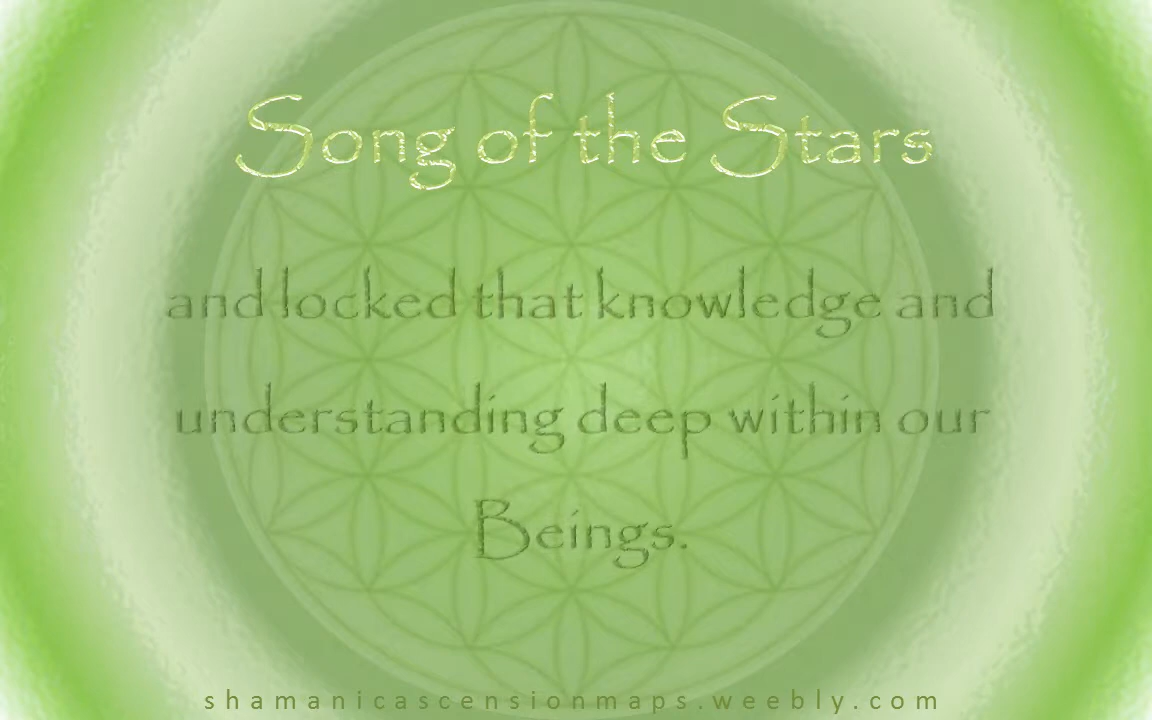 Song of the Stars
and locked that knowledge and
understanding deep within our
Beings.
shamanicascensionmaps.weebly.com